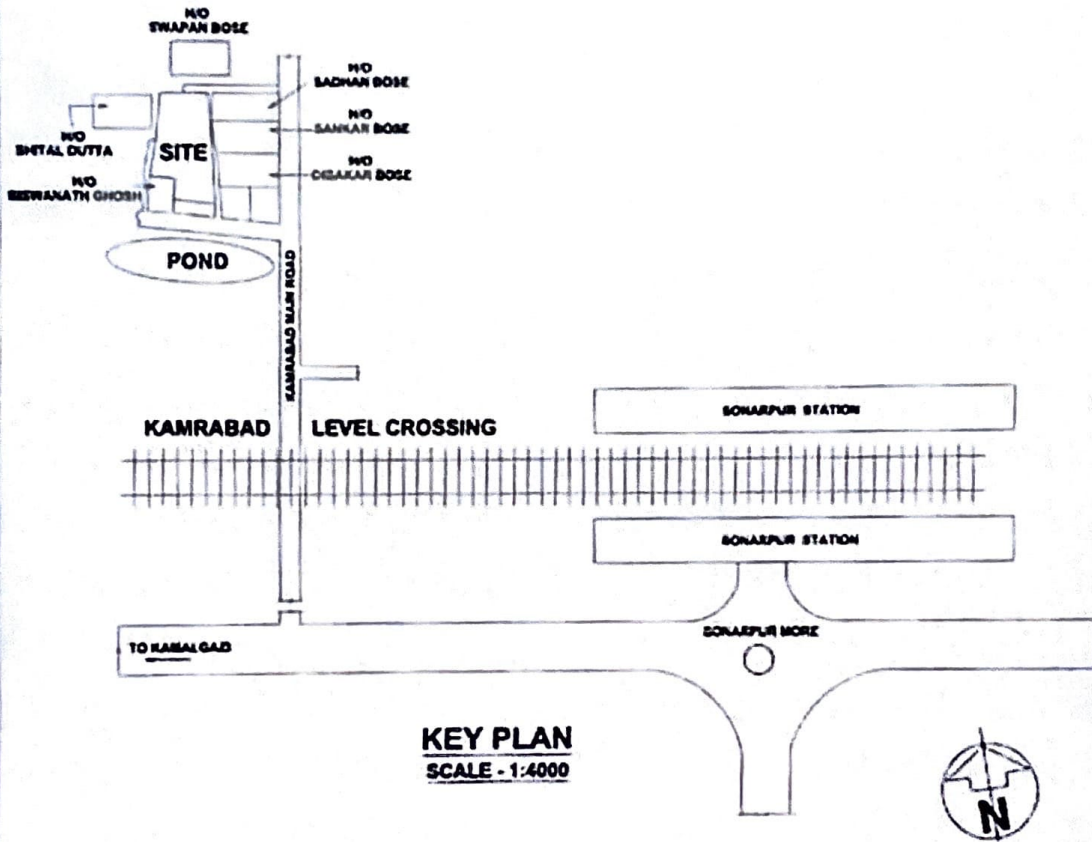 H/O
SWAPAN BOSE
H/O
SADHAN BOSE
H/O
SANKAR BOSE
H/O
DIBAKAR BOSE
H/O
SHITAL DUTTA
H/O
BISWANATH GHOSH
SITE
POND
KAMRABAD MAIN ROAD
KAMRABAD LEVEL CROSSING
SONARPUR STATION
SONARPUR STATION
SONARPUR MORE
TO KAMALGAZI
KEY PLAN
SCALE - 1:4000
N